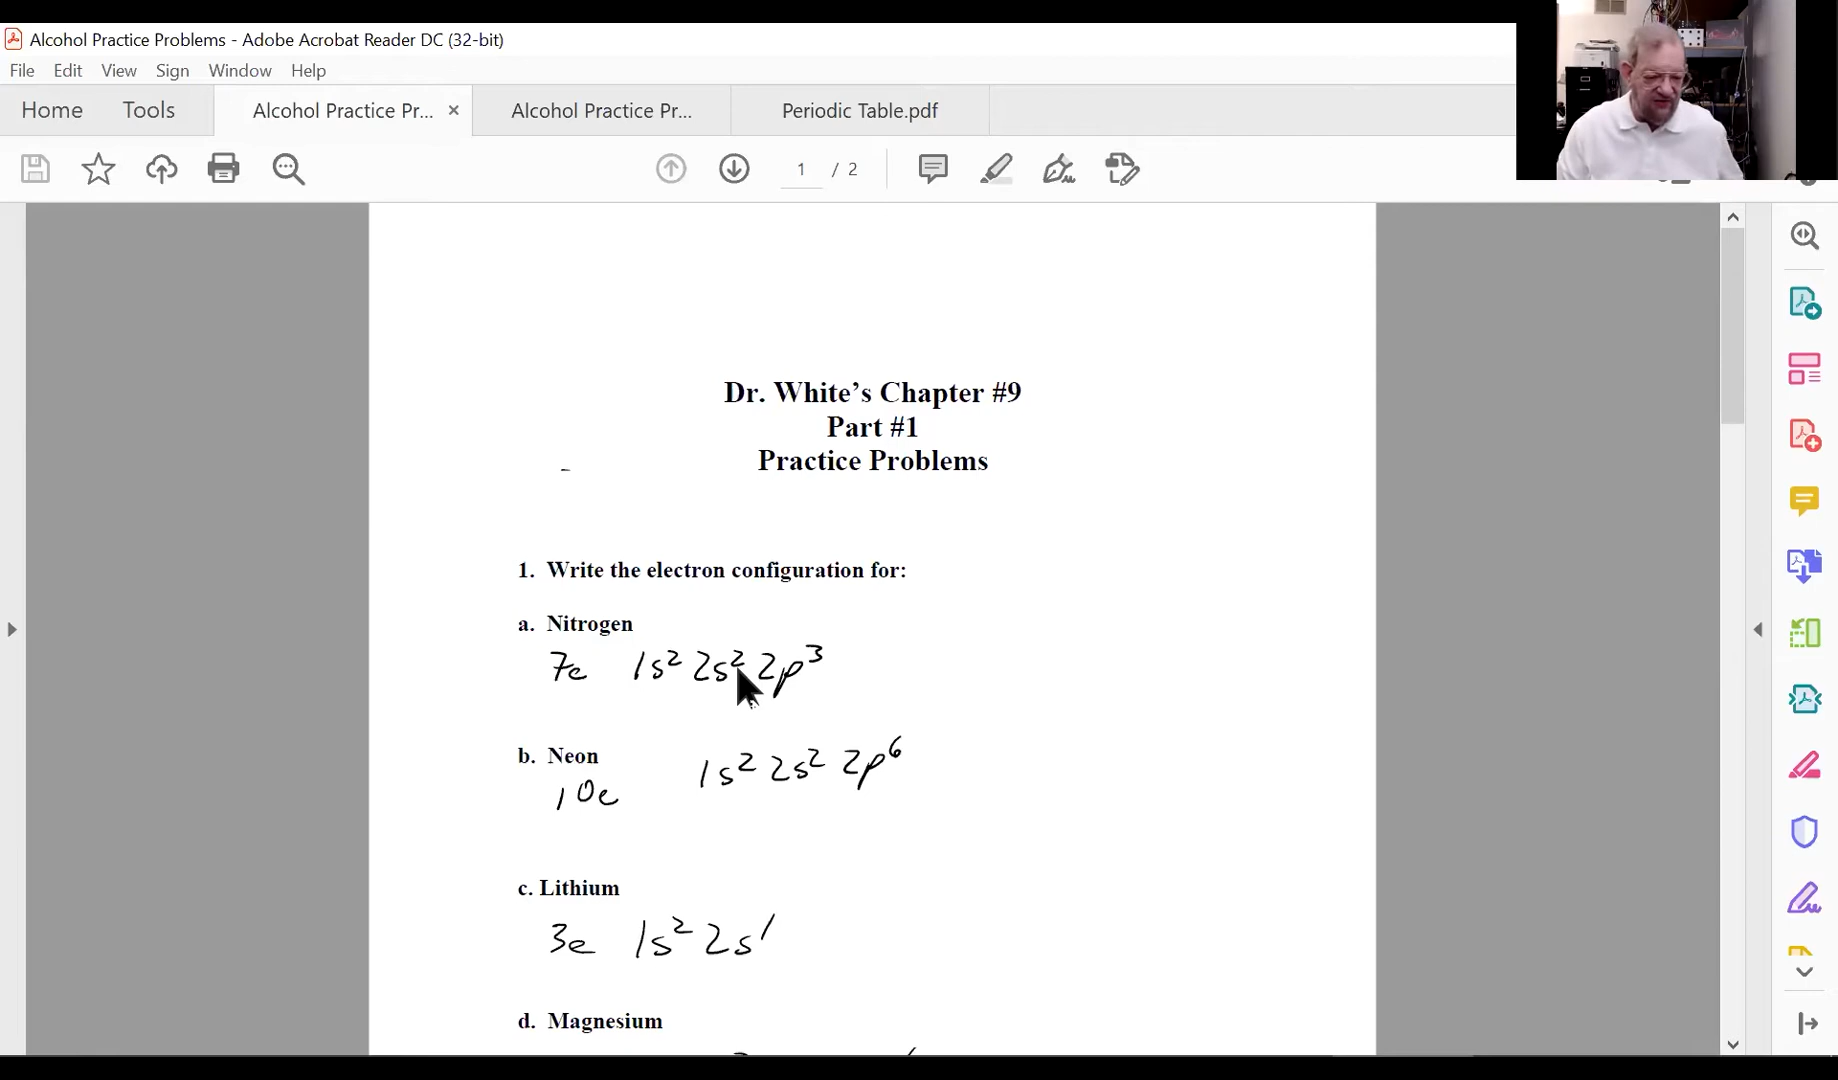 Alcohol Practice Problems - Adobe Acrobat Reader DC (32-bit)
File Edit View Sign Window Help
Home Tools Alcohol Practice Pr... × Alcohol Practice Pr... Periodic Table.pdf
1 / 2
Dr. White's Chapter #9
Part #1
Practice Problems
1. Write the electron configuration for:
a. Nitrogen
7e 1s² 2s² 2p³
b. Neon
1s² 2s² 2p⁶
10e
c. Lithium
3e 1s² 2s¹
d. Magnesium